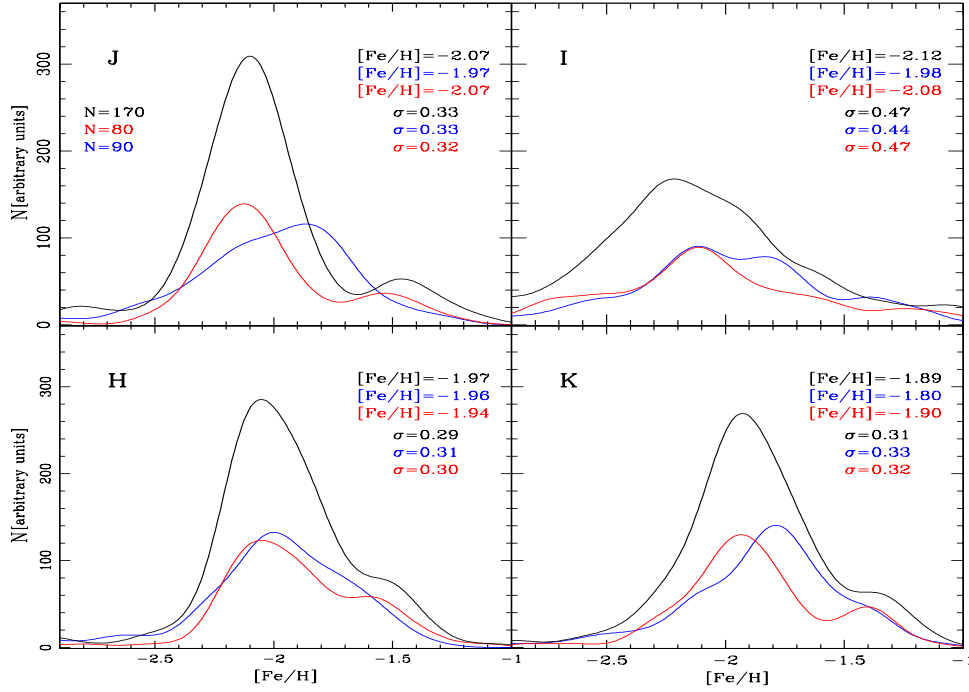 J
[Fe/H]=−2.07
[Fe/H]=−1.97
[Fe/H]=−2.07
N=170
N=80
N=90
σ=0.33
σ=0.33
σ=0.32
I
[Fe/H]=−2.12
[Fe/H]=−1.98
[Fe/H]=−2.08
σ=0.47
σ=0.44
σ=0.47
N[arbitrary units]
300
200
100
0
H
[Fe/H]=−1.97
[Fe/H]=−1.96
[Fe/H]=−1.94
σ=0.29
σ=0.31
σ=0.30
K
[Fe/H]=−1.89
[Fe/H]=−1.80
[Fe/H]=−1.90
σ=0.31
σ=0.33
σ=0.32
N[arbitrary units]
300
200
100
0
−2.5 −2 −1.5 −1 −2.5 −2 −1.5 −1
[Fe/H] [Fe/H]